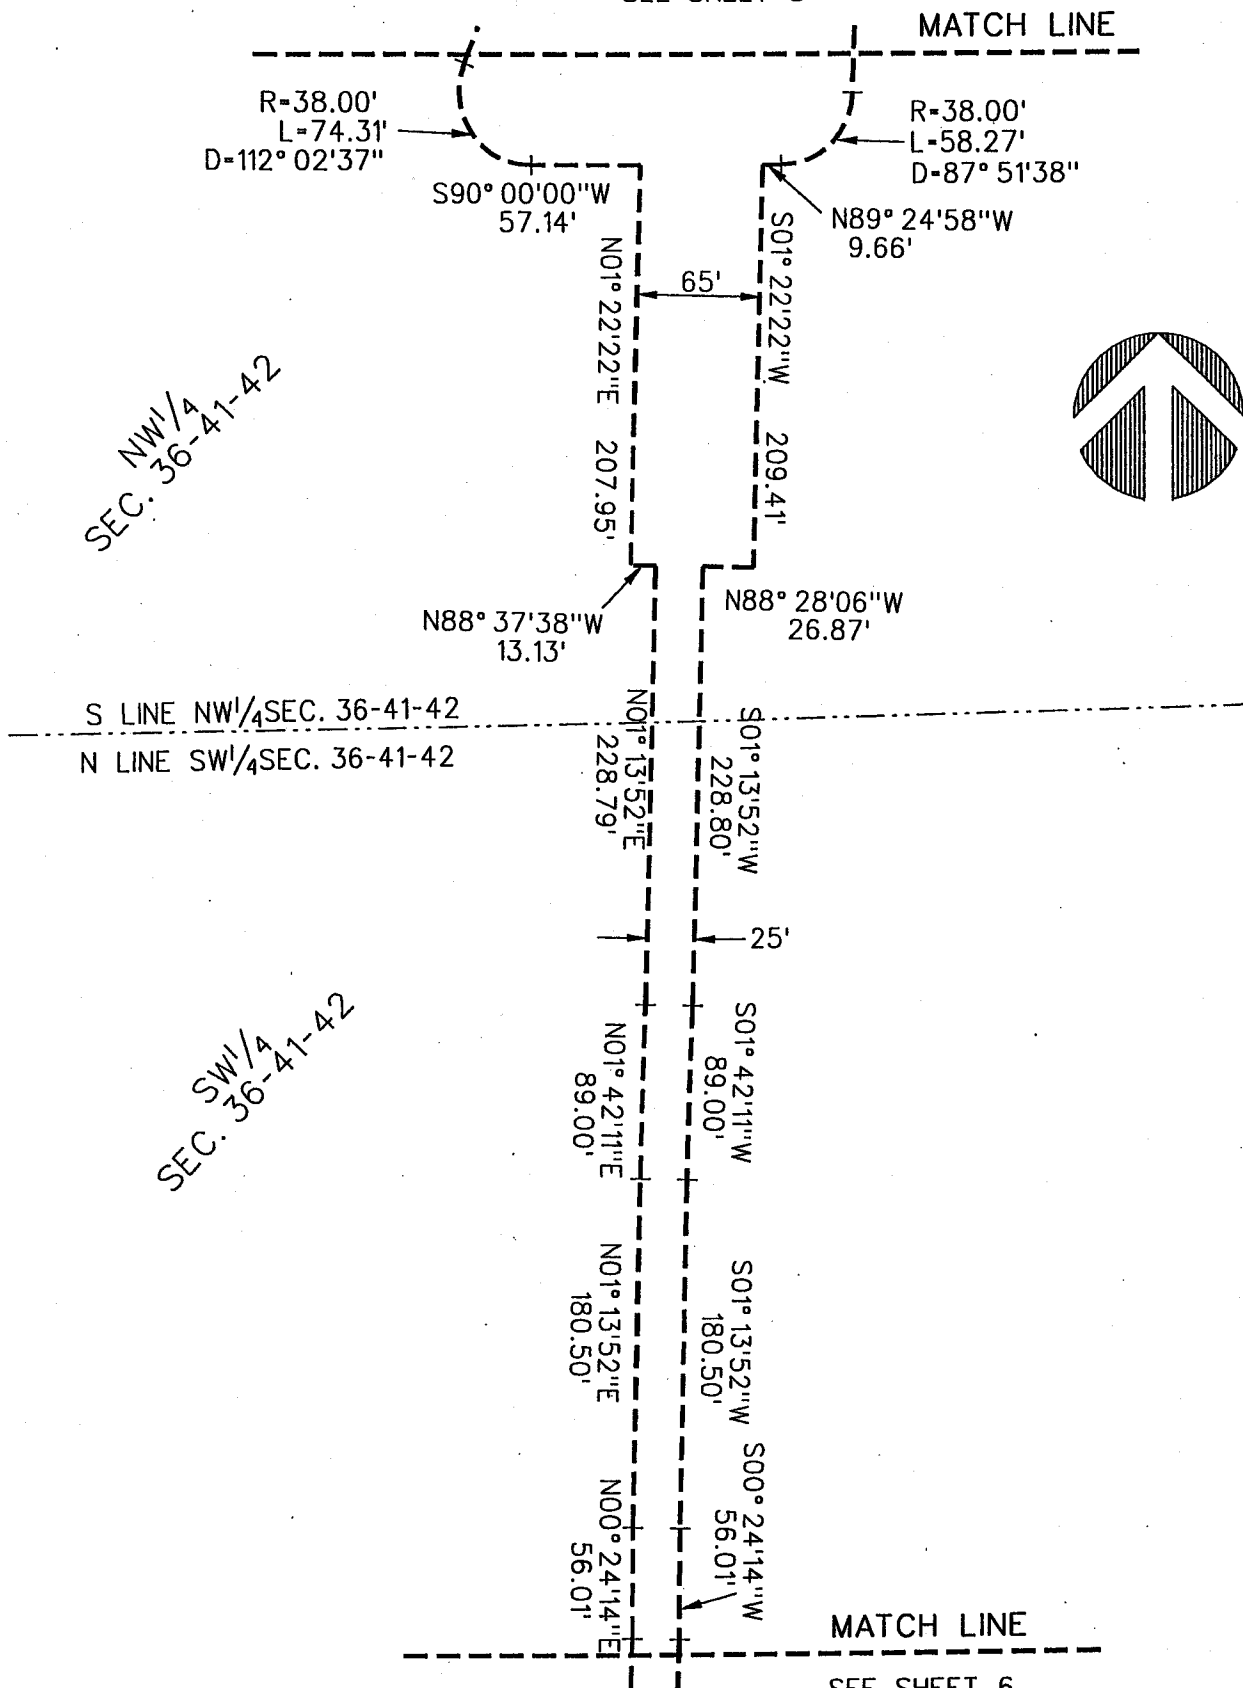 MATCH LINE
R=38.00'
L=74.31'
D=112° 02'37"
R=38.00'
L=58.27'
D=87° 51'38"
S90° 00'00"W
57.14'
N89° 24'58"W
9.66'
N01° 22'22"E 207.95'
65'
S01° 22'22"W 209.41'
NW1/4
SEC. 36-41-42
N88° 37'38"W
13.13'
N88° 28'06"W
26.87'
S LINE NW1/4SEC. 36-41-42
N LINE SW1/4SEC. 36-41-42
N01° 13'52"E
228.79'
S01° 13'52"W
228.80'
25'
SW1/4
SEC. 36-41-42
N01° 42'11"E
89.00'
S01° 42'11"W
89.00'
N01° 13'52"E
180.50'
S01° 13'52"W
180.50'
N00° 24'14"E
56.01'
S00° 24'14"W
56.01'
MATCH LINE
SEE SHEET 6